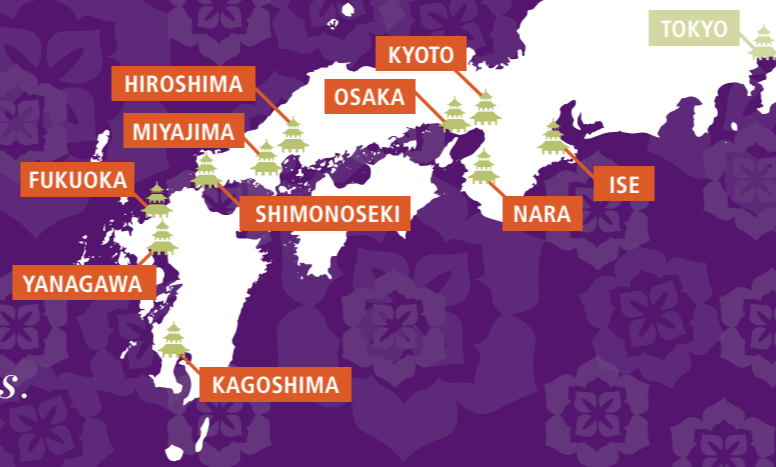 TOKYO
KYOTO
HIROSHIMA
OSAKA
MIYAJIMA
FUKUOKA
ISE
SHIMONOSEKI
NARA
YANAGAWA
s.
KAGOSHIMA